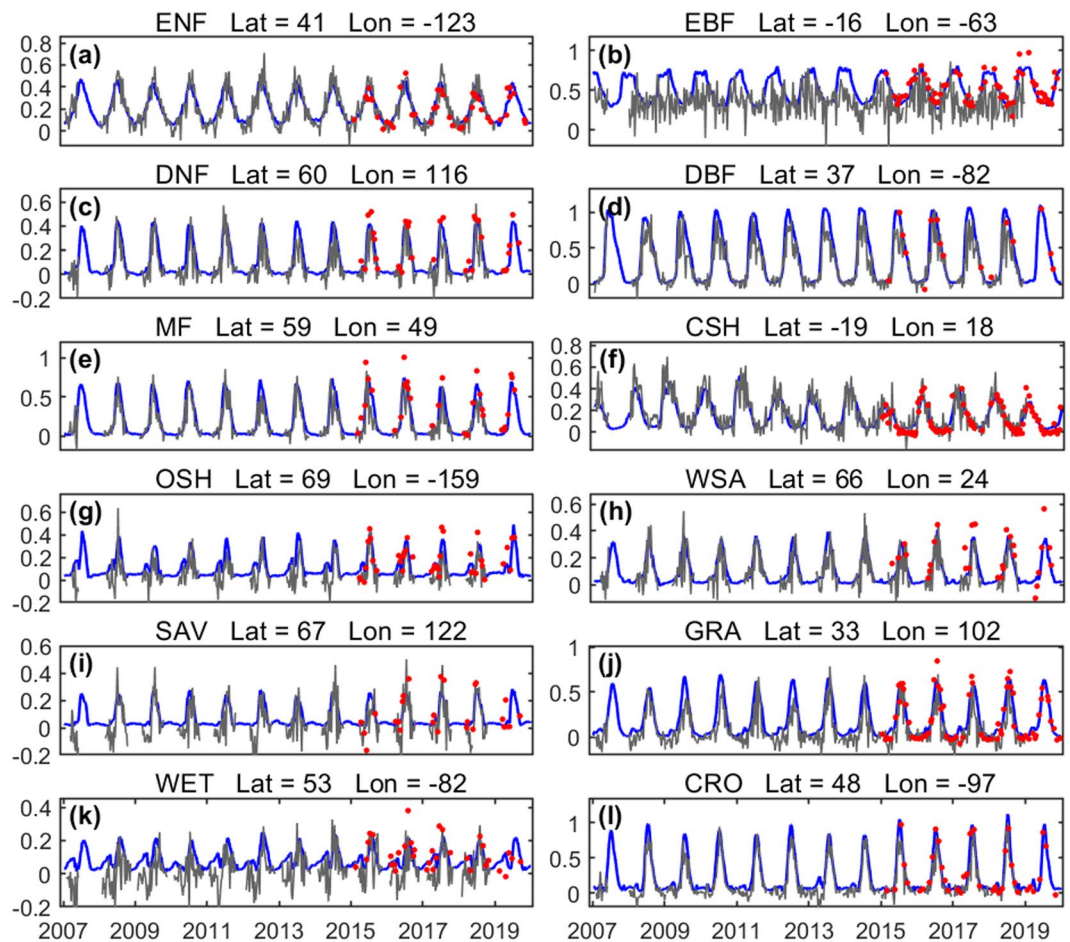 ENF Lat = 41 Lon = -123
(a)
0.8
0.6
0.4
0.2
0
EBF Lat = -16 Lon = -63
(b)
1
0.5
0
DNF Lat = 60 Lon = 116
(c)
0.6
0.4
0.2
0
-0.2
DBF Lat = 37 Lon = -82
(d)
1
0.5
0
MF Lat = 59 Lon = 49
(e)
1
0.5
0
CSH Lat = -19 Lon = 18
(f)
0.8
0.6
0.4
0.2
0
OSH Lat = 69 Lon = -159
(g)
0.6
0.4
0.2
0
-0.2
WSA Lat = 66 Lon = 24
(h)
0.6
0.4
0.2
0
SAV Lat = 67 Lon = 122
(i)
0.6
0.4
0.2
0
-0.2
GRA Lat = 33 Lon = 102
(j)
1
0.5
0
WET Lat = 53 Lon = -82
(k)
0.4
0.2
0
-0.2
2007 2009 2011 2013 2015 2017 2019
CRO Lat = 48 Lon = -97
(l)
1
0.5
0
2007 2009 2011 2013 2015 2017 2019